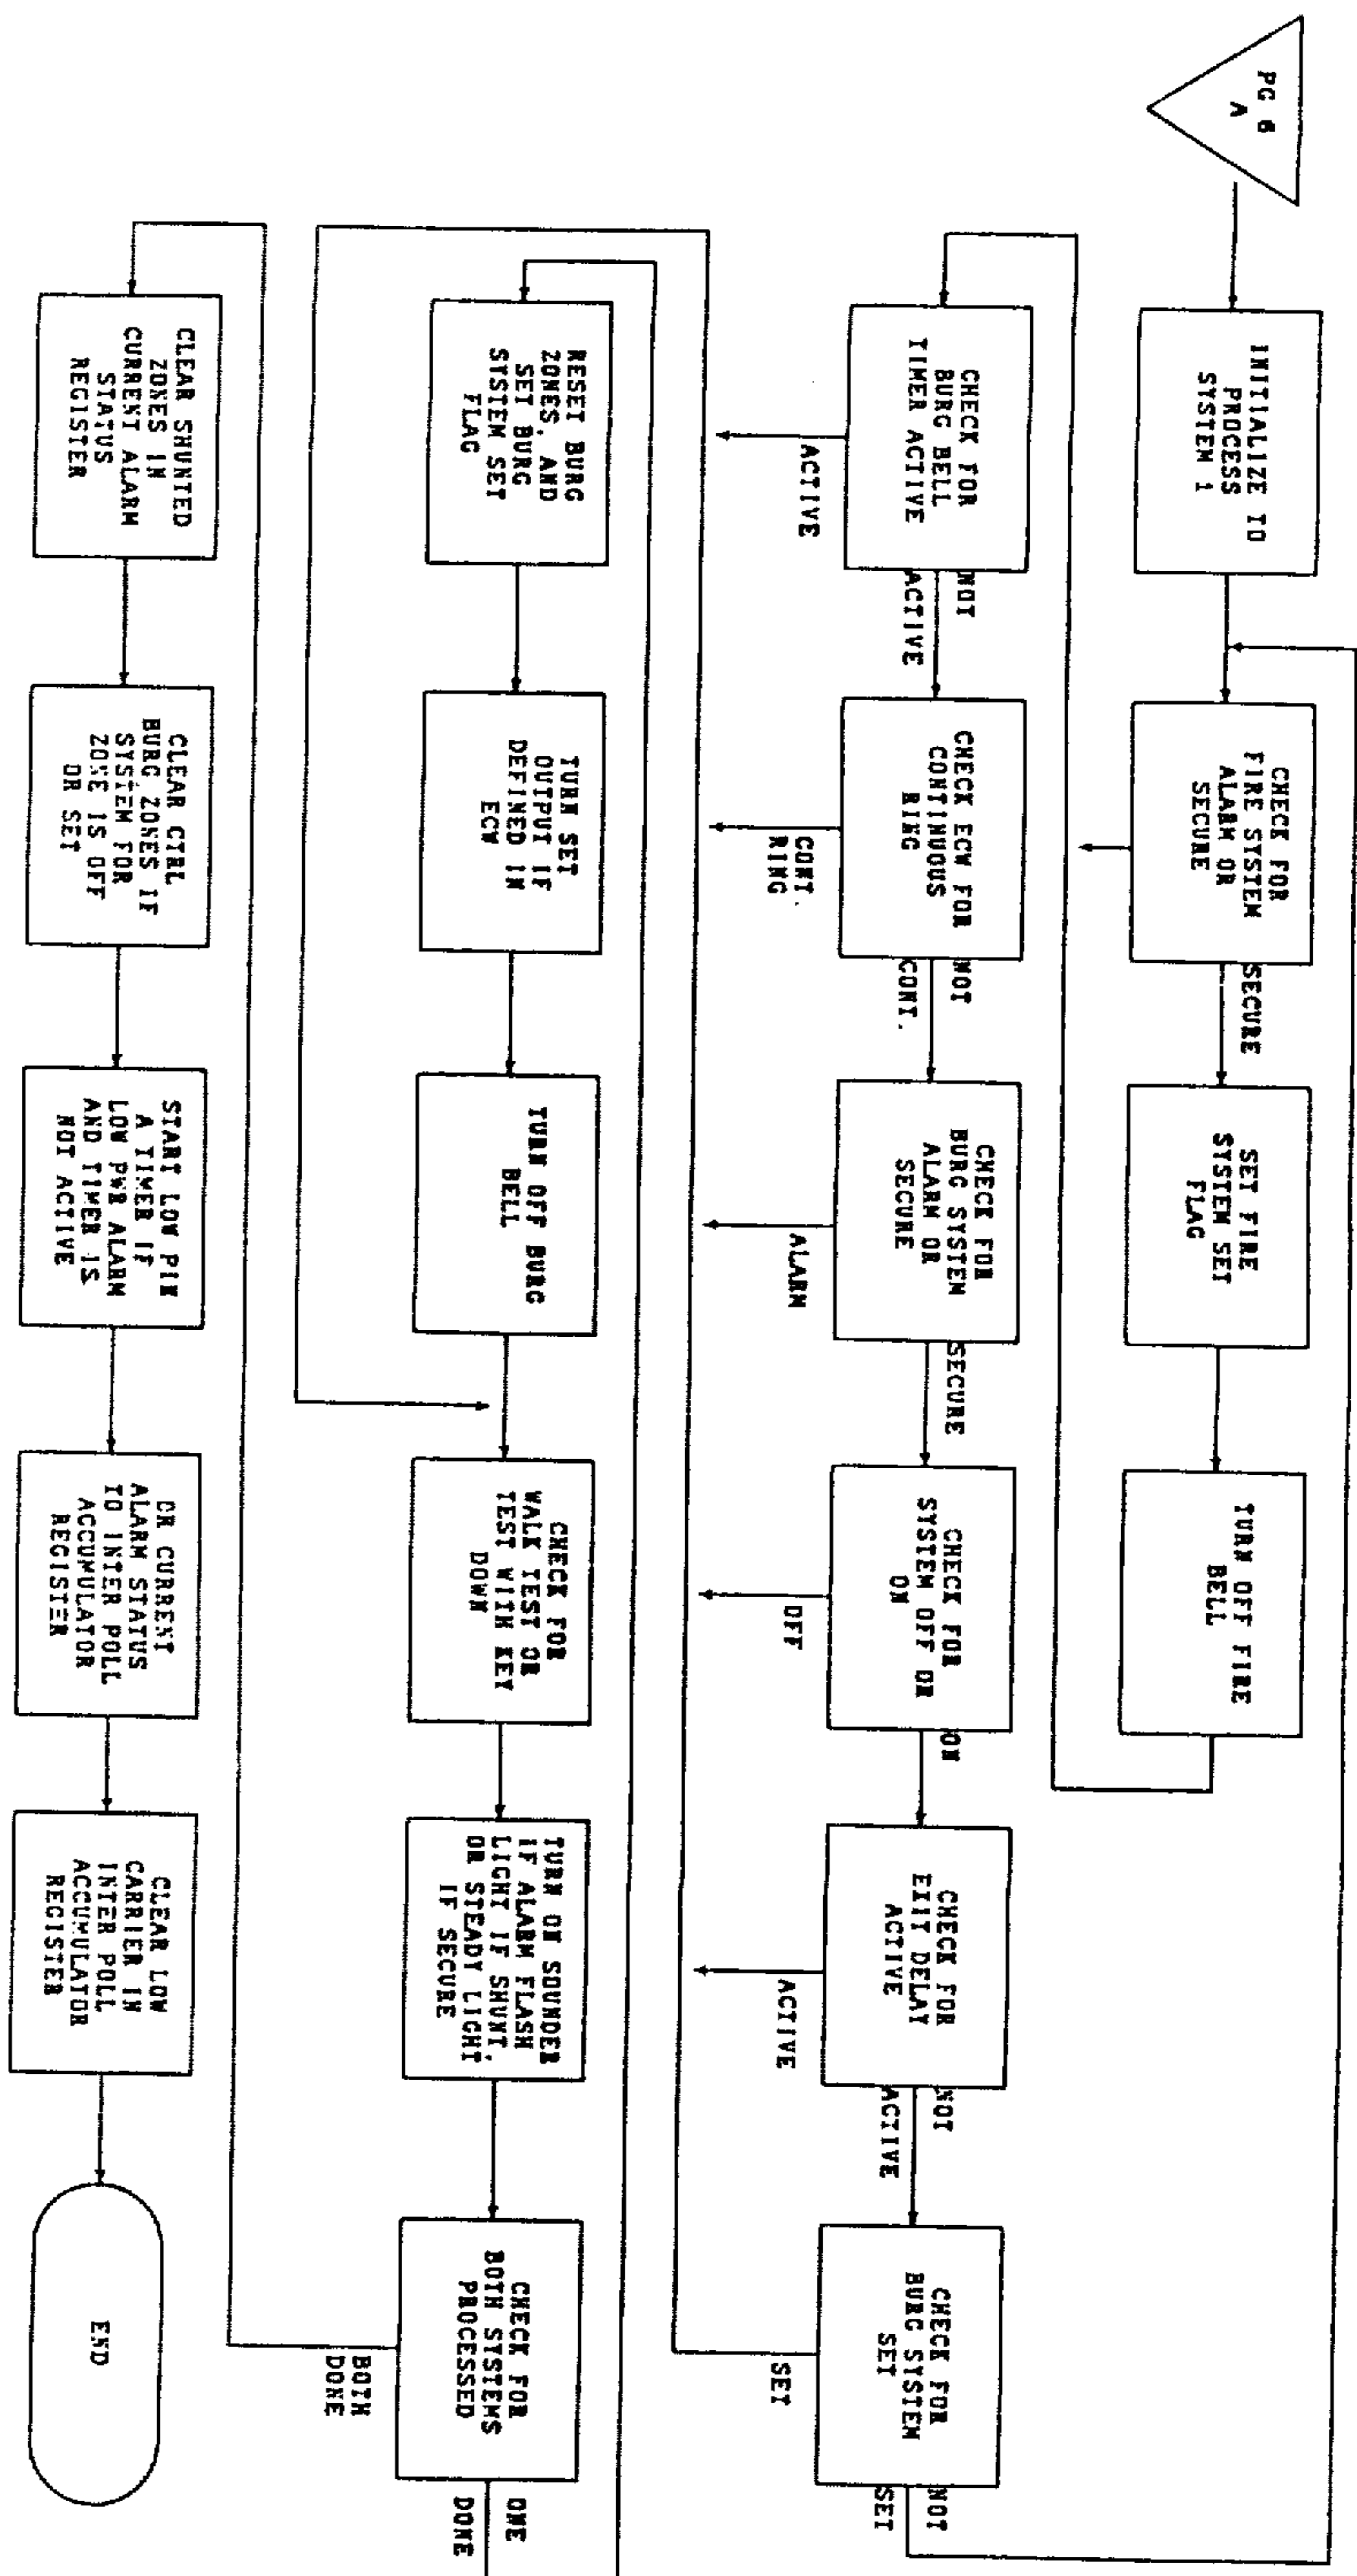 PG 6
A
INITIALIZE TO
PROCESS
SYSTEM 1
CHECK FOR
FIRE SYSTEM
ALARM OR
SECURE
SECURE
SET FIRE
SYSTEM SET
FLAG
TURN OFF FIRE
BELL
CHECK FOR
BURG BELL
TIMER ACTIVE
ACTIVE
NOT
ACTIVE
CHECK ECW FOR
CONTINUOUS
RING
CONT.
RING
NOT
CONT.
CHECK FOR
BURG SYSTEM
ALARM OR
SECURE
ALARM
SECURE
CHECK FOR
SYSTEM OFF OR
ON
OFF
ON
CHECK FOR
EXIT DELAY
ACTIVE
ACTIVE
NOT
ACTIVE
CHECK FOR
BURG SYSTEM
SET
SET
NOT
SET
RESET BURG
ZONES, AND
SET BURG
SYSTEM SET
FLAG
TURN SET
OUTPUT IF
DEFINED IN
ECW
TURN OFF BURG
BELL
CHECK FOR
WALK TEST OR
TEST WITH KEY
DOWN
TURN ON SOUNDER
IF ALARM FLASH
LIGHT IF SHUNT,
OR STEADY LIGHT
IF SECURE
CHECK FOR
BOTH SYSTEMS
PROCESSED
BOTH
DONE
ONE
DONE
CLEAR SHUNTED
ZONES IN
CURRENT ALARM
STATUS
REGISTER
CLEAR CTRL
BURG ZONES IF
SYSTEM FOR
ZONE IS OFF
OR SET
START LOW PIN
A TIMER IF
LOW PWR ALARM
AND TIMER IS
NOT ACTIVE
OR CURRENT
ALARM STATUS
TO INTER POLL
ACCUMULATOR
REGISTER
CLEAR LOW
CARRIER IN
INTER POLL
ACCUMULATOR
REGISTER
END